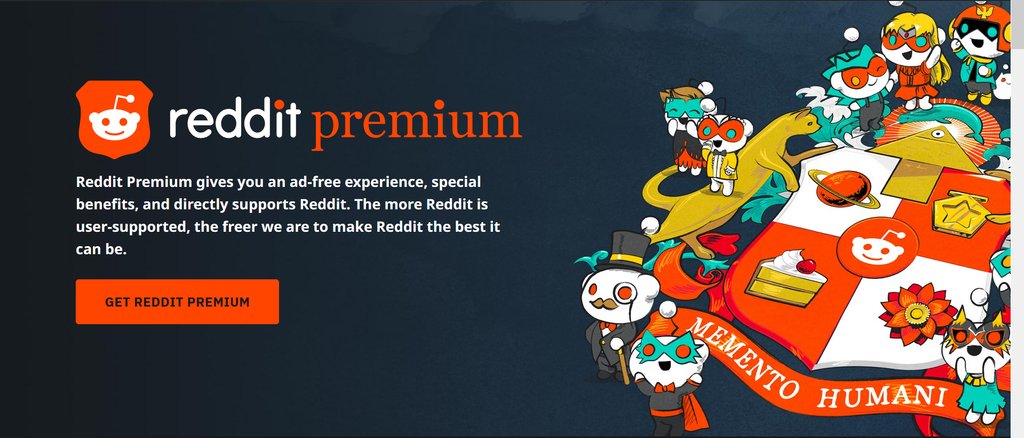 reddit premium
Reddit Premium gives you an ad-free experience, special
benefits, and directly supports Reddit. The more Reddit is
user-supported, the freer we are to make Reddit the best it
can be.
GET REDDIT PREMIUM
MEMENTO HUMANI